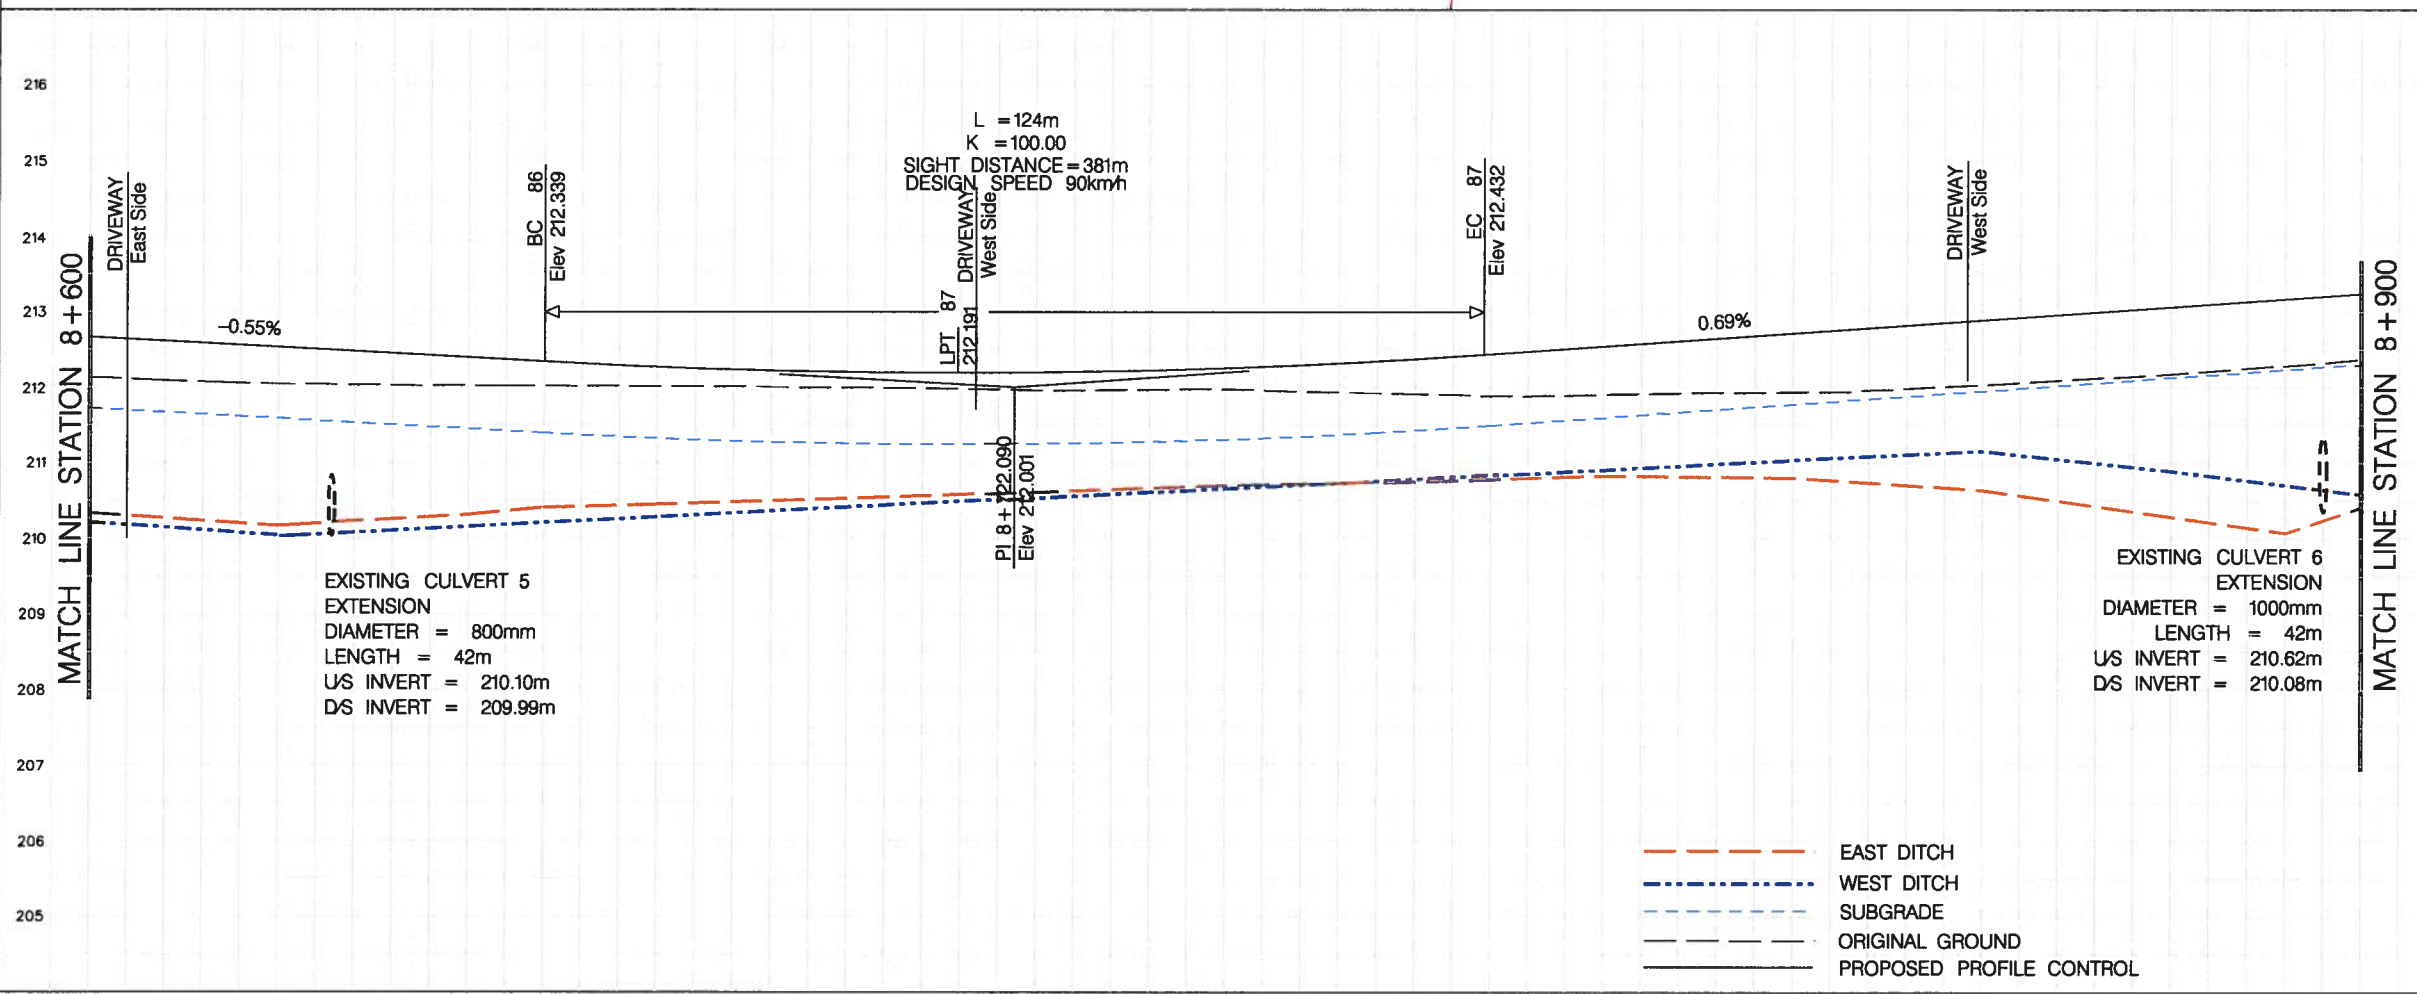 216
215
214
213
212
211
210
209
208
207
206
205
MATCH LINE STATION 8+600
DRIVEWAY
East Side
-0.55%
BC 86
Elev 212.339
L =124m
K =100.00
SIGHT DISTANCE=381m
DESIGN SPEED 90km/h
DRIVEWAY
West Side
LPT 87
212.191
PI 8+722.090
Elev 212.001
EC 87
Elev 212.432
0.69%
DRIVEWAY
West Side
MATCH LINE STATION 8+900
EXISTING CULVERT 5
EXTENSION
DIAMETER = 800mm
LENGTH = 42m
U/S INVERT = 210.10m
D/S INVERT = 209.99m
EXISTING CULVERT 6
EXTENSION
DIAMETER = 1000mm
LENGTH = 42m
U/S INVERT = 210.62m
D/S INVERT = 210.08m
EAST DITCH
WEST DITCH
SUBGRADE
ORIGINAL GROUND
PROPOSED PROFILE CONTROL